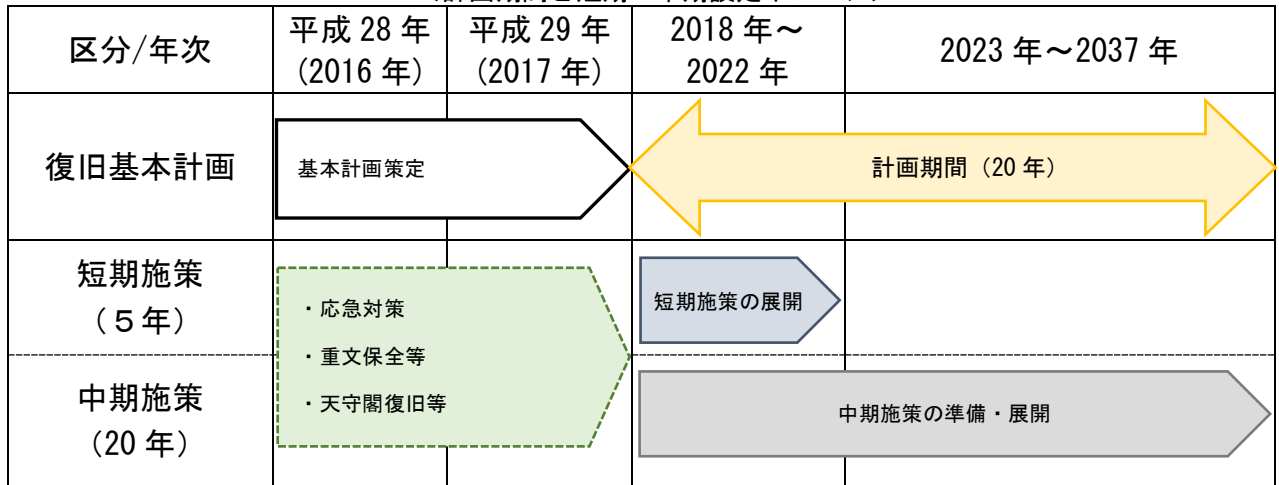 区分/年次
平成 28 年
(2016 年)
平成 29 年
(2017 年)
2018 年～
2022 年
2023 年～2037 年
復旧基本計画
基本計画策定
計画期間（20 年）
短期施策
（５年）
・応急対策
・重文保全等
・天守閣復旧等
短期施策の展開
中期施策
（20 年）
中期施策の準備・展開